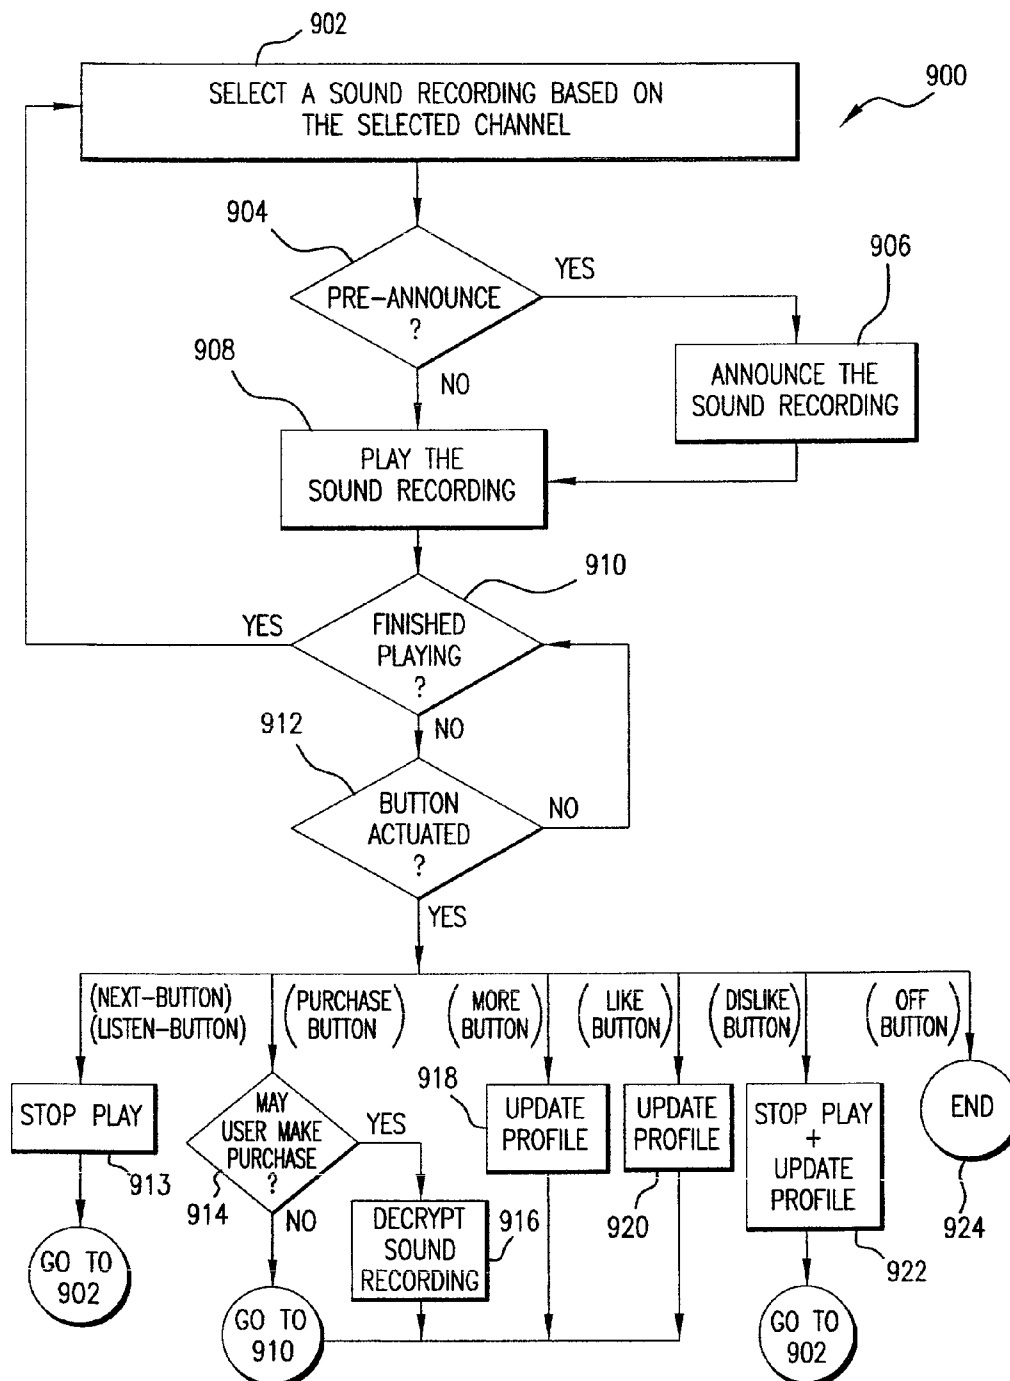 902
SELECT A SOUND RECORDING BASED ON
THE SELECTED CHANNEL
900
904
PRE-ANNOUNCE
?
YES
906
NO
ANNOUNCE THE
SOUND RECORDING
908
PLAY THE
SOUND RECORDING
910
YES
FINISHED
PLAYING
?
NO
912
BUTTON
ACTUATED
?
NO
YES
(NEXT-BUTTON)
(LISTEN-BUTTON)
(PURCHASE
BUTTON)
(MORE
BUTTON)
(LIKE
BUTTON)
(DISLIKE
BUTTON)
(OFF
BUTTON)
STOP PLAY
913
GO TO
902
MAY
USER MAKE
PURCHASE
?
914
YES
NO
DECRYPT
SOUND
RECORDING
916
GO TO
910
918
UPDATE
PROFILE
UPDATE
PROFILE
920
STOP PLAY
+
UPDATE
PROFILE
922
GO TO
902
END
924